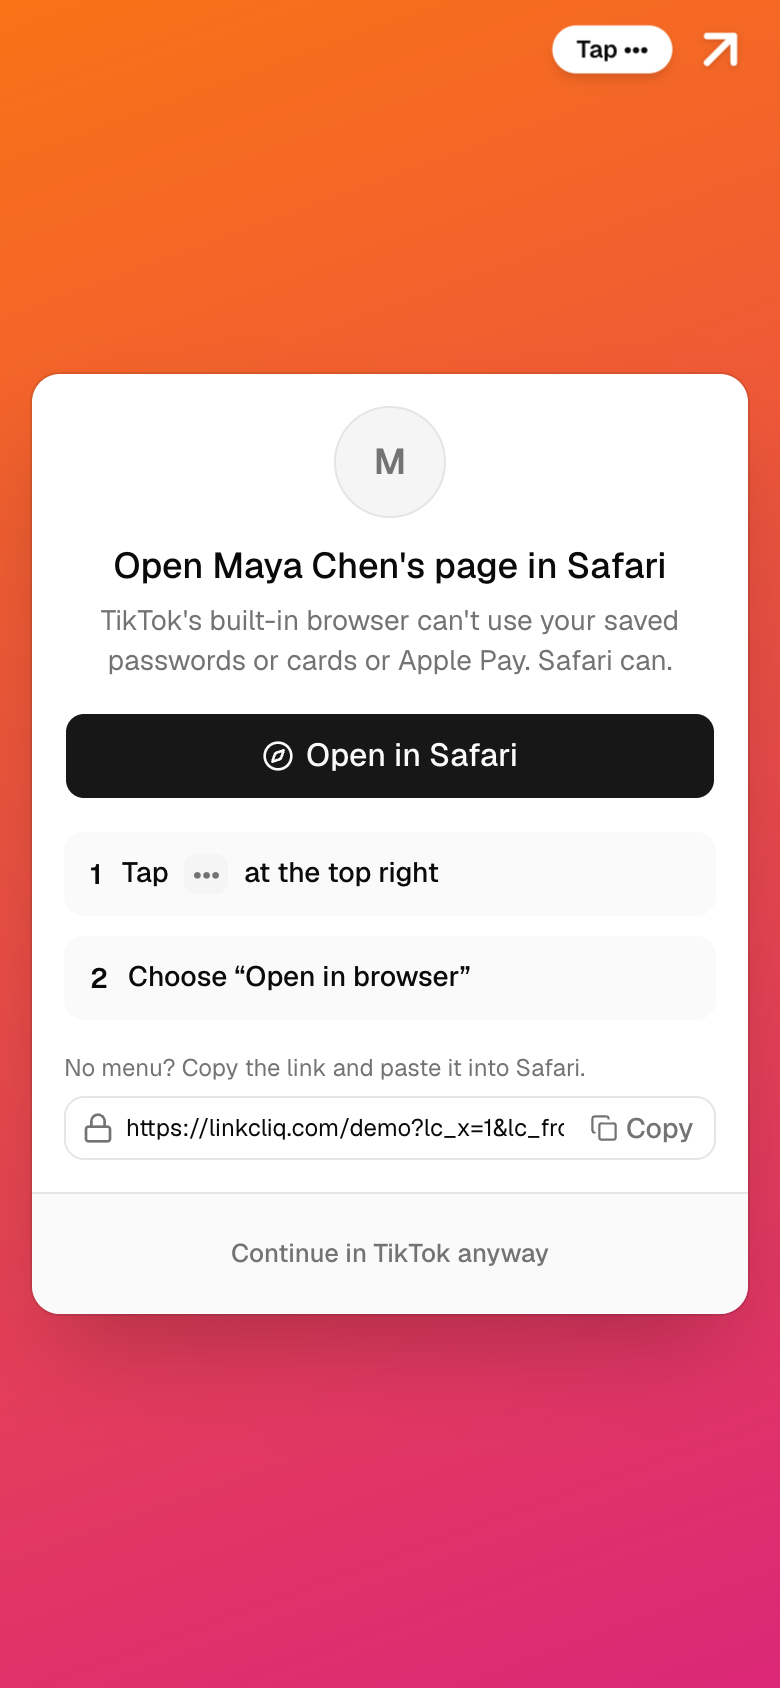 Tap •••
M
Open Maya Chen's page in Safari
TikTok's built-in browser can't use your saved
passwords or cards or Apple Pay. Safari can.
Open in Safari
1 Tap ••• at the top right
2 Choose “Open in browser”
No menu? Copy the link and paste it into Safari.
https://linkcliq.com/demo?lc_x=1&lc_fr Copy
Continue in TikTok anyway